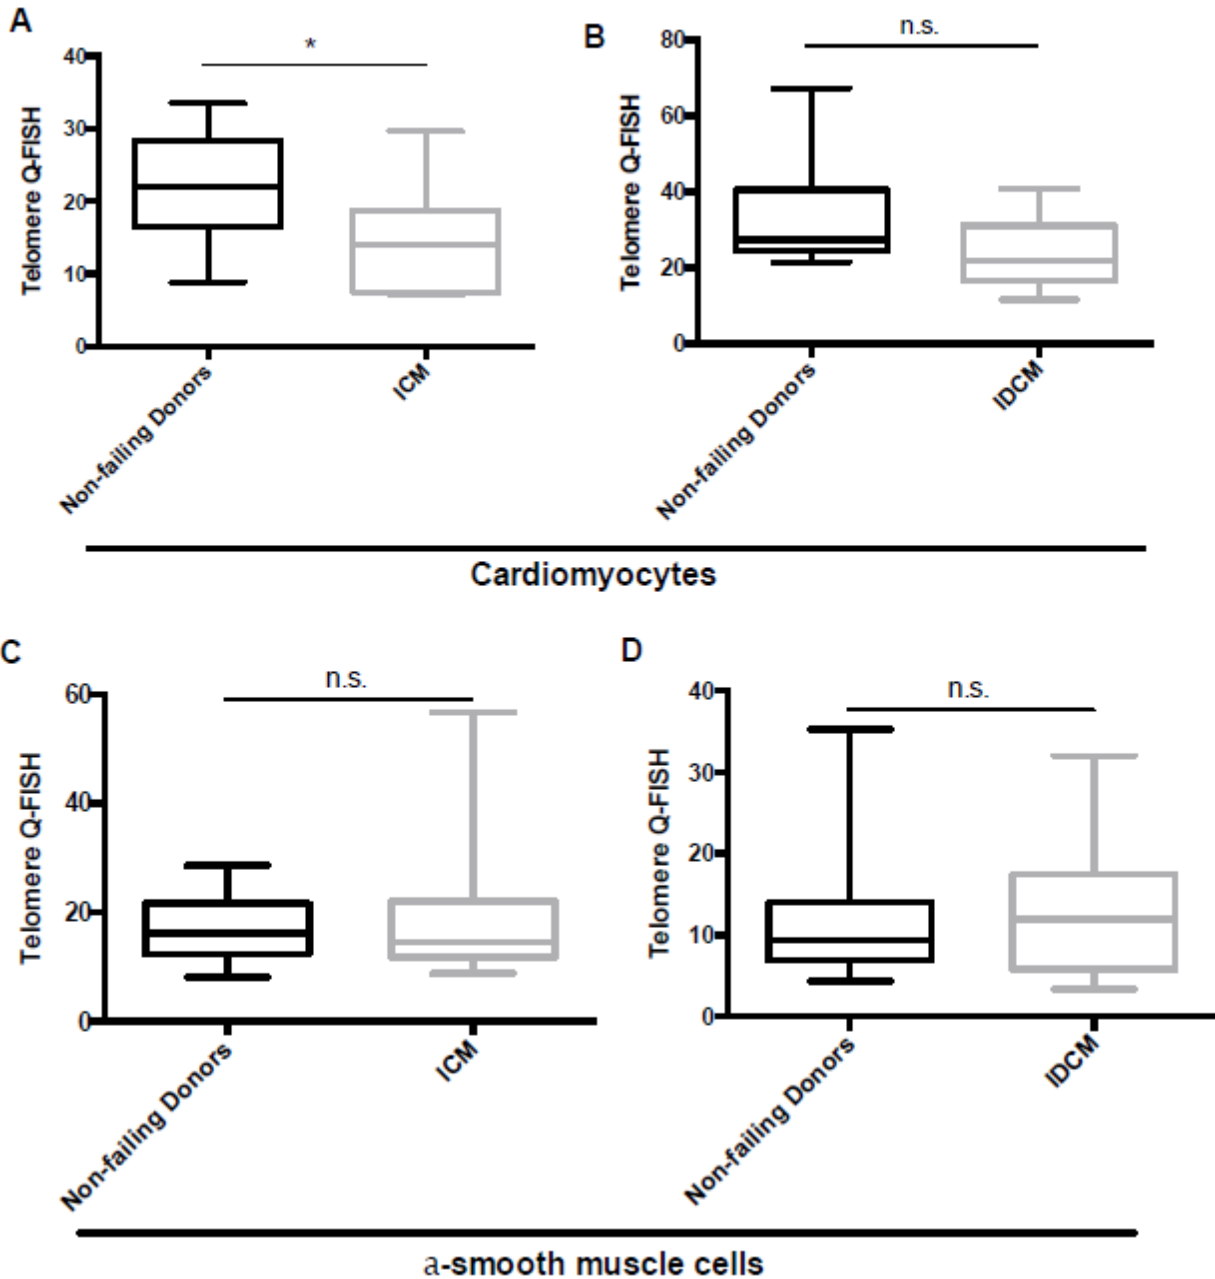 A
*
40
30
20
10
0
Telomere Q-FISH
Non-failing Donors
ICM
B
n.s.
80
60
40
20
0
Telomere Q-FISH
Non-failing Donors
IDCM
Cardiomyocytes
C
n.s.
60
40
20
0
Telomere Q-FISH
Non-failing Donors
ICM
D
n.s.
40
30
20
10
0
Telomere Q-FISH
Non-failing Donors
IDCM
a-smooth muscle cells